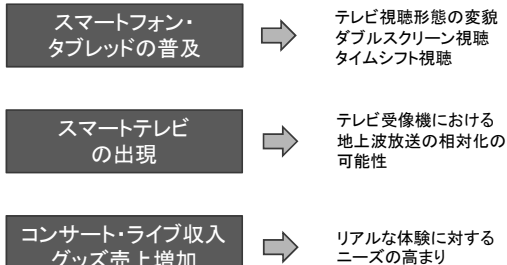 スマートフォン・
タブレッドの普及
テレビ視聴形態の変貌
ダブルスクリーン視聴
タイムシフト視聴
スマートテレビ
の出現
テレビ受像機における
地上波放送の相対化の
可能性
コンサート・ライブ収入
グッズ売上増加
リアルな体験に対する
ニーズの高まり